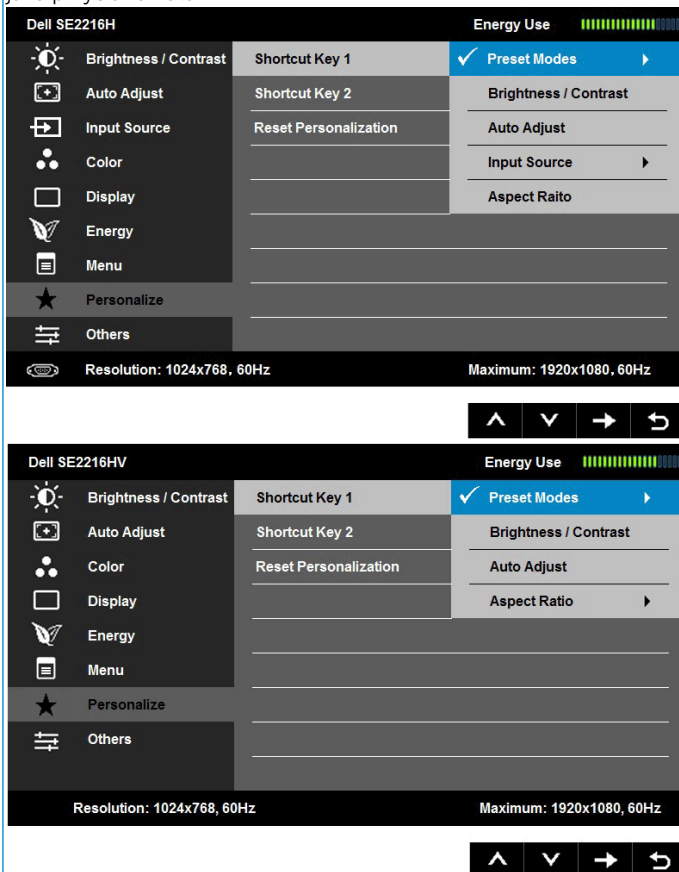 Dell SE2216H Energy Use
Brightness / Contrast Shortcut Key 1 Preset Modes
Auto Adjust Shortcut Key 2 Brightness / Contrast
Input Source Reset Personalization Auto Adjust
Color Input Source
Display Aspect Raito
Energy
Menu
Personalize
Others
Resolution: 1024x768, 60Hz Maximum: 1920x1080, 60Hz
Dell SE2216HV Energy Use
Brightness / Contrast Shortcut Key 1 Preset Modes
Auto Adjust Shortcut Key 2 Brightness / Contrast
Color Reset Personalization Auto Adjust
Display Aspect Ratio
Energy
Menu
Personalize
Others
Resolution: 1024x768, 60Hz Maximum: 1920x1080, 60Hz